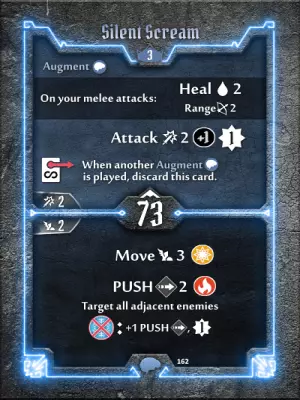 Silent Scream
3
Augment
On your melee attacks:
Heal 2
Range 2
Attack 2 +1 1
When another Augment
is played, discard this card.
2
73
2
Move 3
PUSH 2
Target all adjacent enemies
: +1 PUSH , 1
162